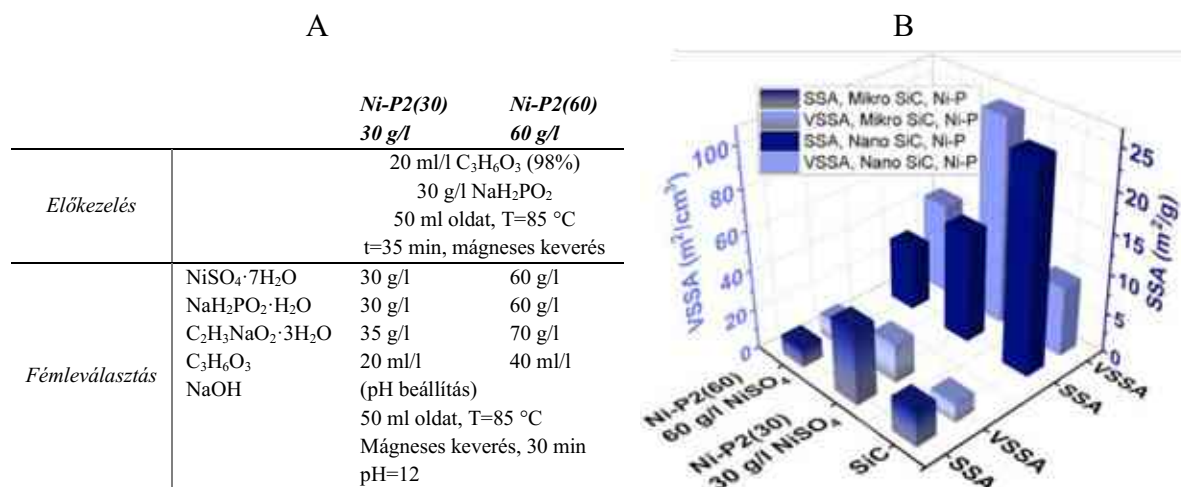 A
Ni-P2(30) Ni-P2(60)
30 g/l 60 g/l
Előkezelés
20 ml/l C₃H₆O₃ (98%)
30 g/l NaH₂PO₂
50 ml oldat, T=85 °C
t=35 min, mágneses keverés
Fémleválasztás
NiSO₄·7H₂O 30 g/l 60 g/l
NaH₂PO₂·H₂O 30 g/l 60 g/l
C₂H₃NaO₂·3H₂O 35 g/l 70 g/l
C₃H₆O₃ 20 ml/l 40 ml/l
NaOH (pH beállítás)
50 ml oldat, T=85 °C
Mágneses keverés, 30 min
pH=12
B
SSA, Mikro SiC, Ni-P
VSSA, Mikro SiC, Ni-P
SSA, Nano SiC, Ni-P
VSSA, Nano SiC, Ni-P
VSSA (m²/cm³)
100
80
60
40
20
0
SSA (m²/g)
25
20
15
10
5
0
Ni-P2(60)
60 g/l NiSO₄
Ni-P2(30)
30 g/l NiSO₄
SiC
SSA
VSSA
SSA
VSSA